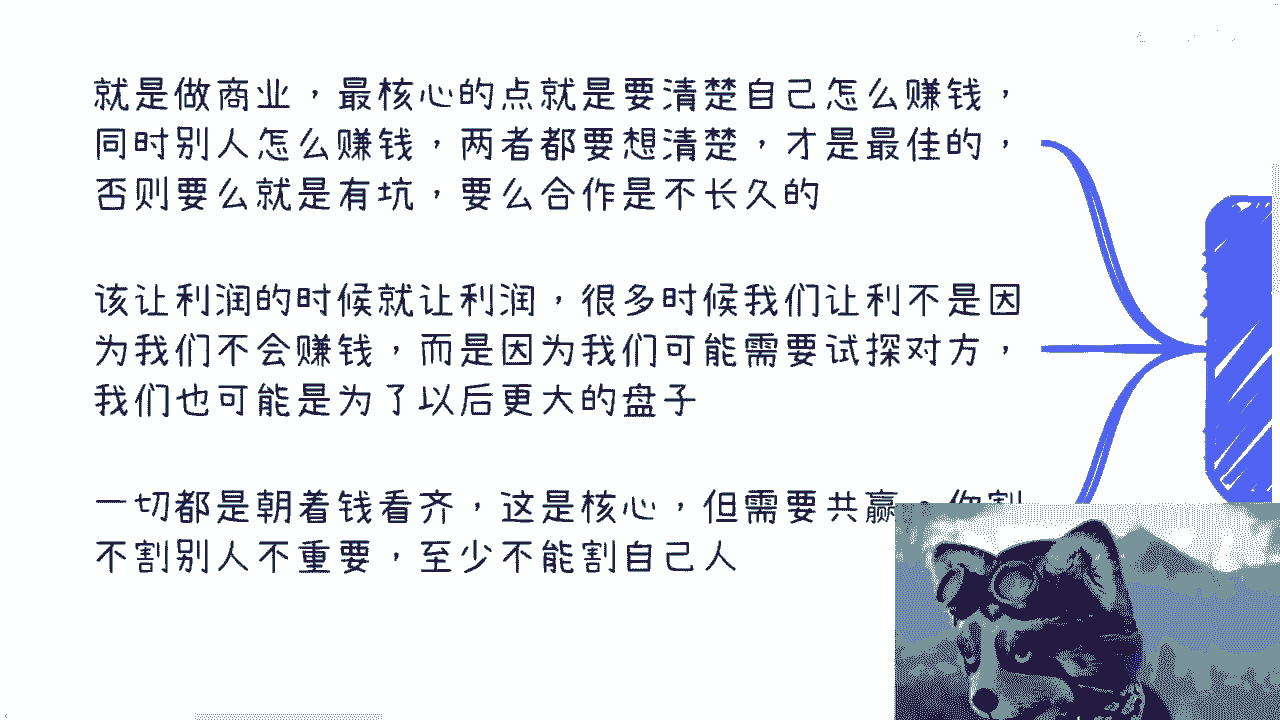 就是做商业，最核心的点就是要清楚自己怎么赚钱，
同时别人怎么赚钱，两者都要想清楚，才是最佳的，
否则要么就是有坑，要么合作是不长久的
该让利润的时候就让利润，很多时候我们让利不是因
为我们不会赚钱，而是因为我们可能需要试探对方，
我们也可能是为了以后更大的盘子
一切都是朝着钱看齐，这是核心，但需要共赢，你割
不割别人不重要，至少不能割自己人